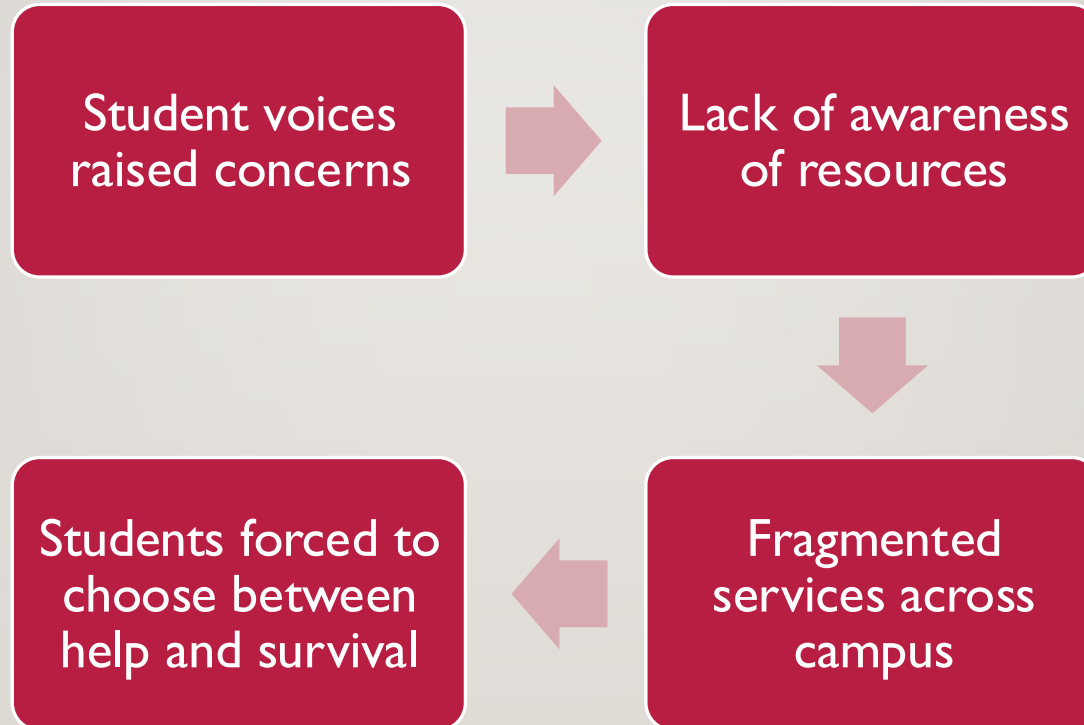 Student voices
raised concerns
Lack of awareness
of resources
Fragmented
services across
campus
Students forced to
choose between
help and survival